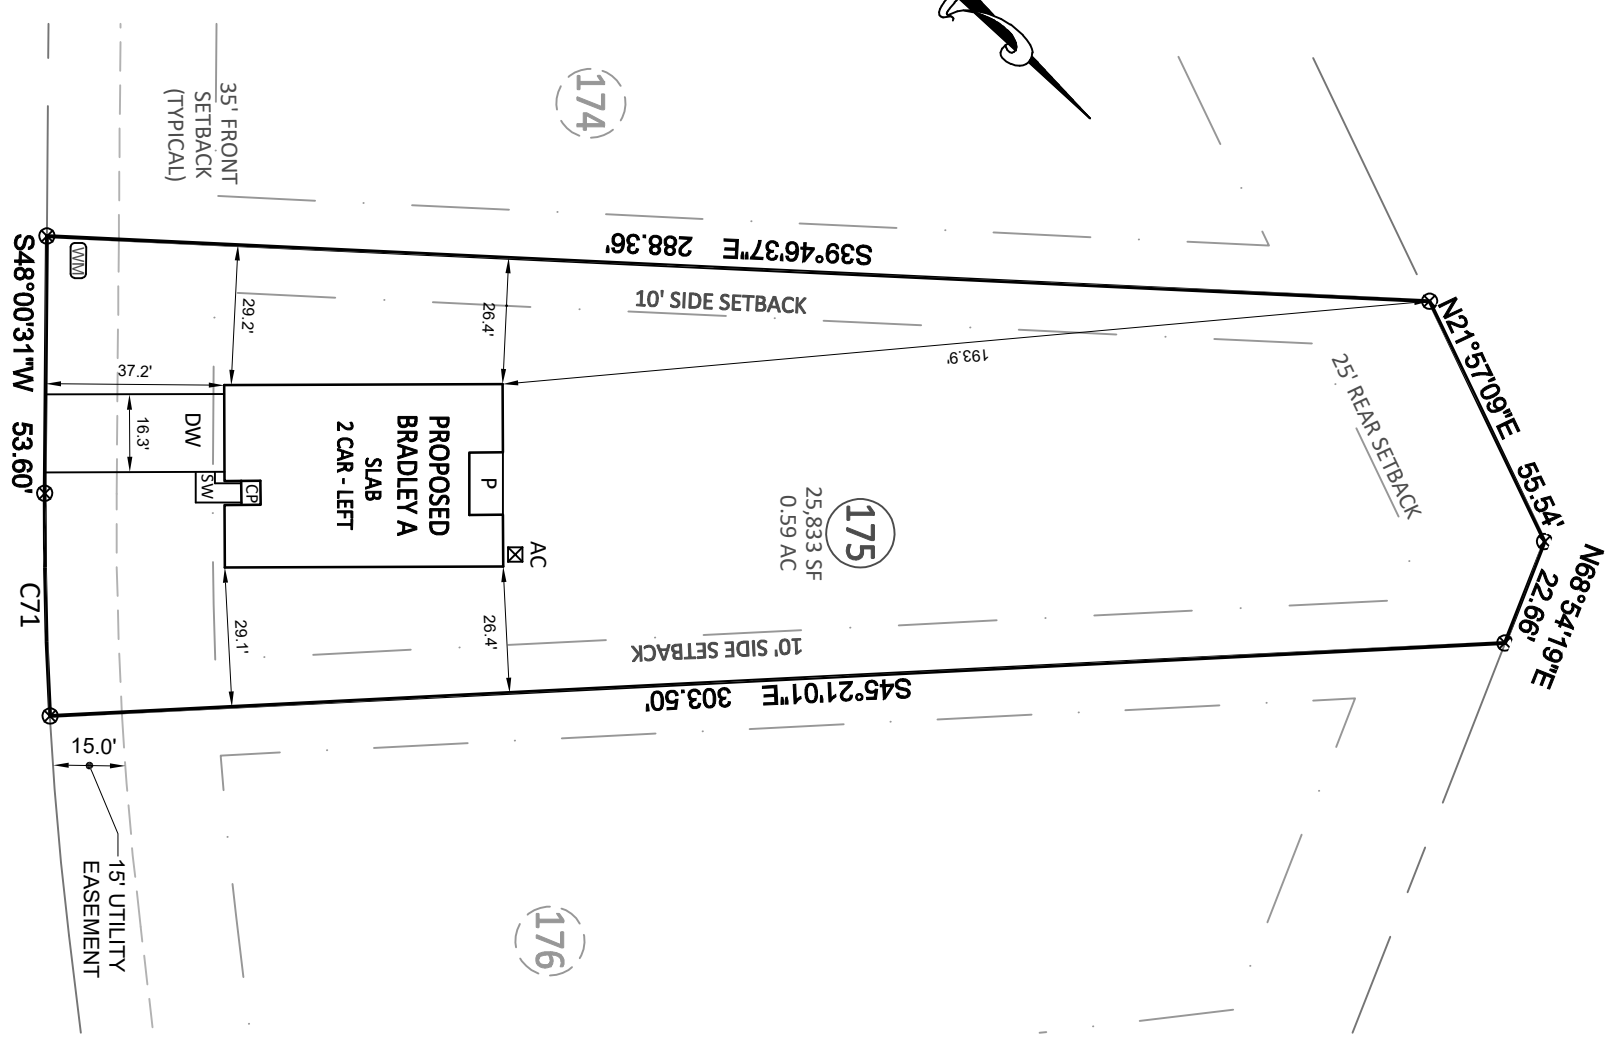 174
35' FRONT
SETBACK
(TYPICAL)
S39°46'37"E 288.36'
10' SIDE SETBACK
N21°57'09"E 55.54'
N68°54'19"E
22.66'
25' REAR SETBACK
193.9'
WM
29.2'
26.4'
37.2'
16.3'
DW
SW
CP
P
PROPOSED
BRADLEY A
SLAB
2 CAR - LEFT
AC
175
25,833 SF
0.59 AC
S48°00'31"W 53.60'
C71
29.1'
26.4'
10' SIDE SETBACK
S45°21'01"E 303.50'
15.0'
15' UTILITY
EASEMENT
176